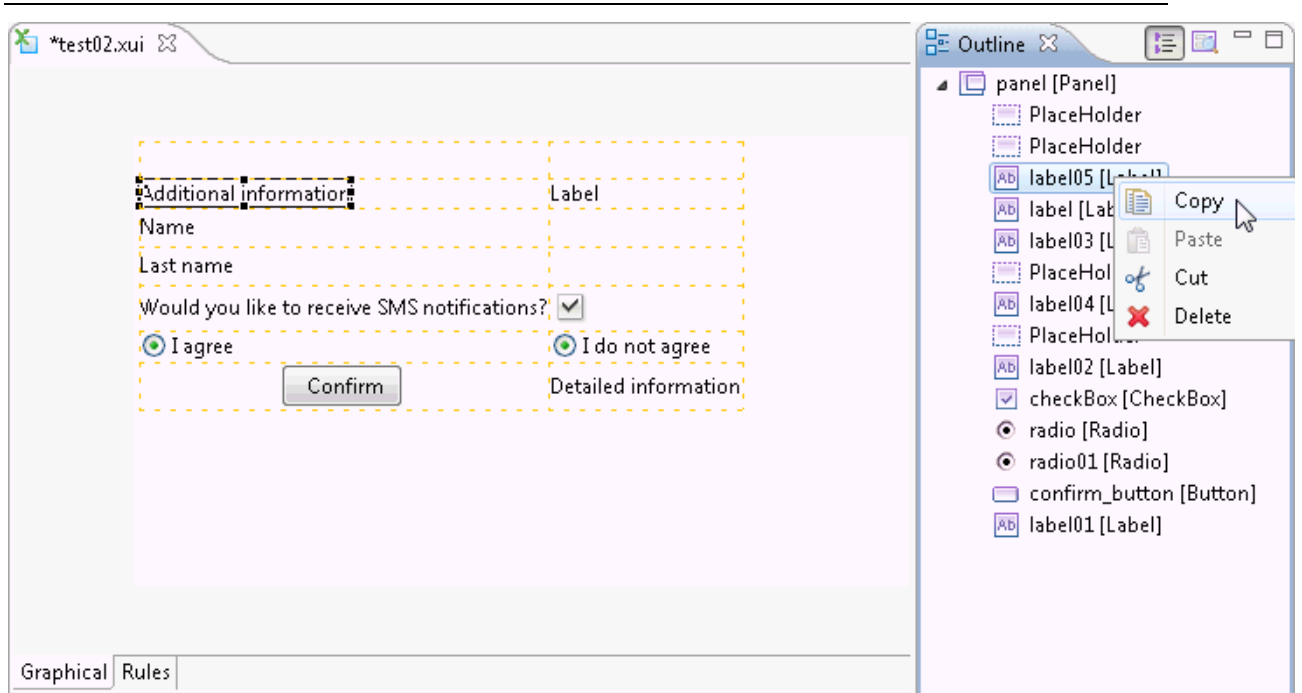 *test02.xui
Additional information
Label
Name
Last name
Would you like to receive SMS notifications?
I agree
I do not agree
Confirm
Detailed information
Graphical
Rules
Outline
panel [Panel]
PlaceHolder
PlaceHolder
label05 [Label]
label [Lab
label03 [L
PlaceHol
label04 [L
PlaceHol
label02 [Label]
checkBox [CheckBox]
radio [Radio]
radio01 [Radio]
confirm_button [Button]
label01 [Label]
Copy
Paste
Cut
Delete